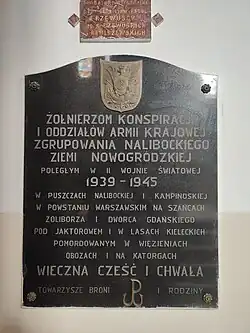 ŻOŁNIERZOM KONSPIRACJI
I ODDZIAŁÓW ARMII KRAJOWEJ
ZGRUPOWANIA NALIBOCKIEGO
ZIEMI NOWOGRÓDZKIEJ
POLEGŁYM W II WOJNIE ŚWIATOWEJ
1939 - 1945
W PUSZCZACH NALIBOCKIEJ I KAMPINOSKIEJ
W POWSTANIU WARSZAWSKIM NA SZAŃCACH
ŻOLIBORZA I DWORCA GDAŃSKIEGO
POD JAKTOROWEM I W LASACH KIELECKICH
POMORDOWANYM W WIĘZIENIACH
OBOZACH I NA KATORGACH
WIECZNA CZEŚĆ I CHWAŁA
TOWARZYSZE BRONI I RODZINY